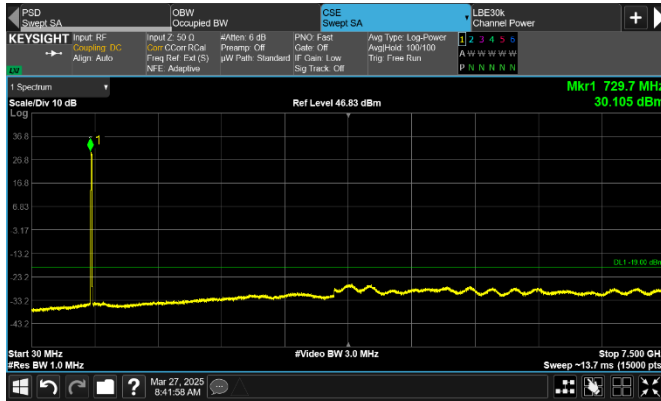 PSD
Swept SA
OBW
Occupied BW
CSE
Swept SA
LBE30k
Channel Power
KEYSIGHT
Input: RF
Coupling: DC
Align: Auto
Input Z: 50 Ω
Corr CCorr RCal
Freq Ref: Ext (S)
NFE: Adaptive
#Atten: 6 dB
Preamp: Off
µW Path: Standard
PNO: Fast
Gate: Off
IF Gain: Low
Sig Track: Off
Avg Type: Log-Power
Avg|Hold: 100/100
Trig: Free Run
1 2 3 4 5 6
A W W W W W
P N N N N N
1 Spectrum
Scale/Div 10 dB
Ref Level 46.83 dBm
Mkr1 729.7 MHz
30.105 dBm
Log
36.8
26.8
16.8
6.83
-3.17
-13.2
-23.2
-33.2
-43.2
1
DL1 -19.00 dBm
Start 30 MHz
#Res BW 1.0 MHz
#Video BW 3.0 MHz
Stop 7.500 GH
Sweep ~13.7 ms (15000 pts
Mar 27, 2025
8:41:58 AM